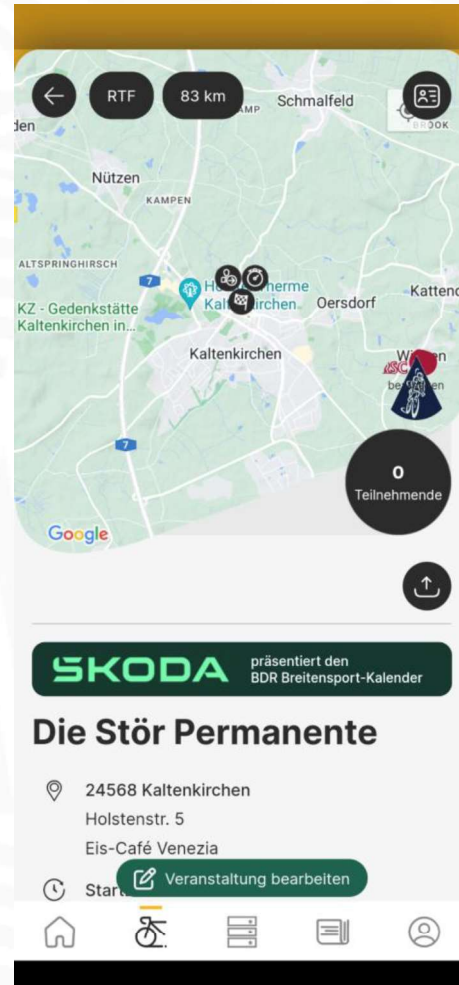 RTF
83 km
Schmalfeld
Nützen
KAMPEN
ALTSPRINGHIRSCH
7
KZ - Gedenkstätte
Kaltenkirchen in...
Oersdorf
Kaltenkirchen
7
0
Teilnehmende
Google
SKODA
präsentiert den
BDR Breitensport-Kalender
Die Stör Permanente
24568 Kaltenkirchen
Holstenstr. 5
Eis-Café Venezia
Start
Veranstaltung bearbeiten